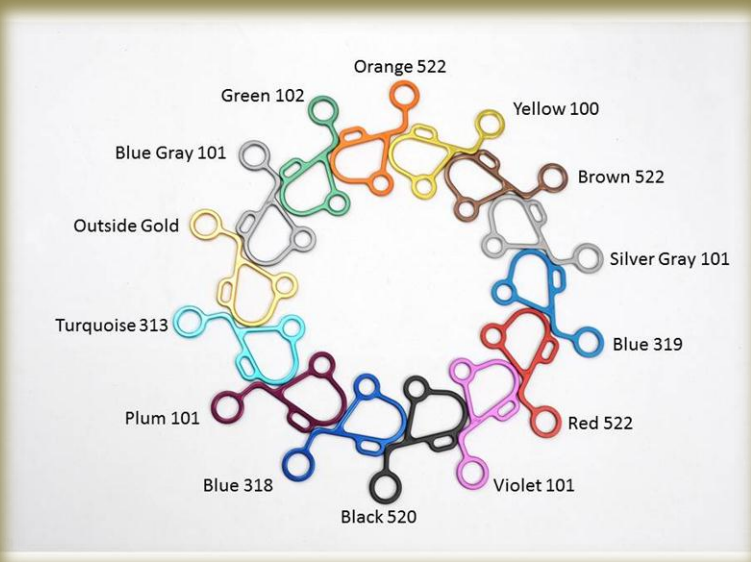 Orange 522
Green 102
Yellow 100
Blue Gray 101
Brown 522
Outside Gold
Silver Gray 101
Turquoise 313
Blue 319
Plum 101
Red 522
Blue 318
Violet 101
Black 520